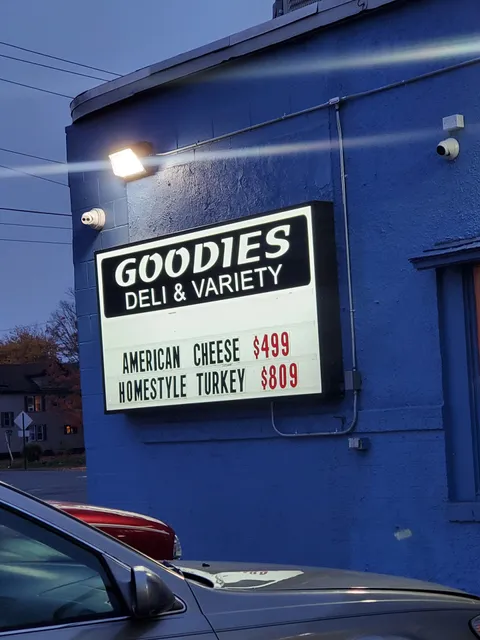 GOODIES
DELI & VARIETY
AMERICAN CHEESE $499
HOMESTYLE TURKEY $809